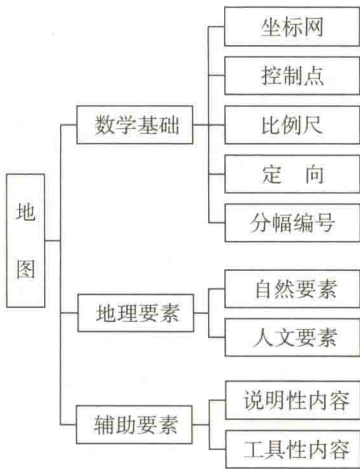 地图
数学基础
坐标网
控制点
比例尺
定 向
分幅编号
地理要素
自然要素
人文要素
辅助要素
说明性内容
工具性内容